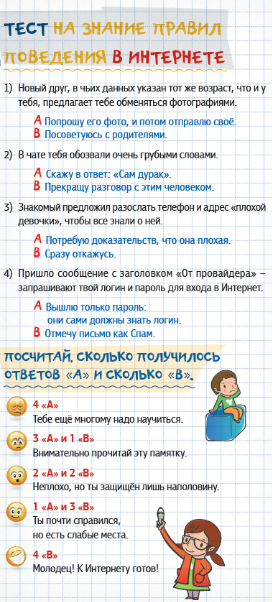 ТЕСТ НА ЗНАНИЕ ПРАВИЛ
ПОВЕДЕНИЯ В ИНТЕРНЕТЕ
1) Новый друг, в чьих данных указан тот же возраст, что и у
тебя, предлагает тебе обменяться фотографиями.
А Попрошу его фото, и потом отправлю своё.
В Посоветуюсь с родителями.
2) В чате тебя обозвали очень грубыми словами.
А Скажу в ответ: «Сам дурак».
В Прекращу разговор с этим человеком.
3) Знакомый предложил разослать телефон и адрес «плохой
девочки», чтобы все знали о ней.
А Потребую доказательств, что она плохая.
В Сразу откажусь.
4) Пришло сообщение с заголовком «От провайдера» –
запрашивают твой логин и пароль для входа в Интернет.
А Вышлю только пароль:
они сами должны знать логин.
В Отмечу письмо как Спам.
ПОСЧИТАЙ, СКОЛЬКО ПОЛУЧИЛОСЬ
ОТВЕТОВ «А» И СКОЛЬКО «В».
4 «А»
Тебе ещё многому надо научиться.
3 «А» и 1 «В»
Внимательно прочитай эту памятку.
2 «А» и 2 «В»
Неплохо, но ты защищён лишь наполовину.
1 «А» и 3 «В»
Ты почти справился,
но есть слабые места.
4 «В»
Молодец! К Интернету готов!